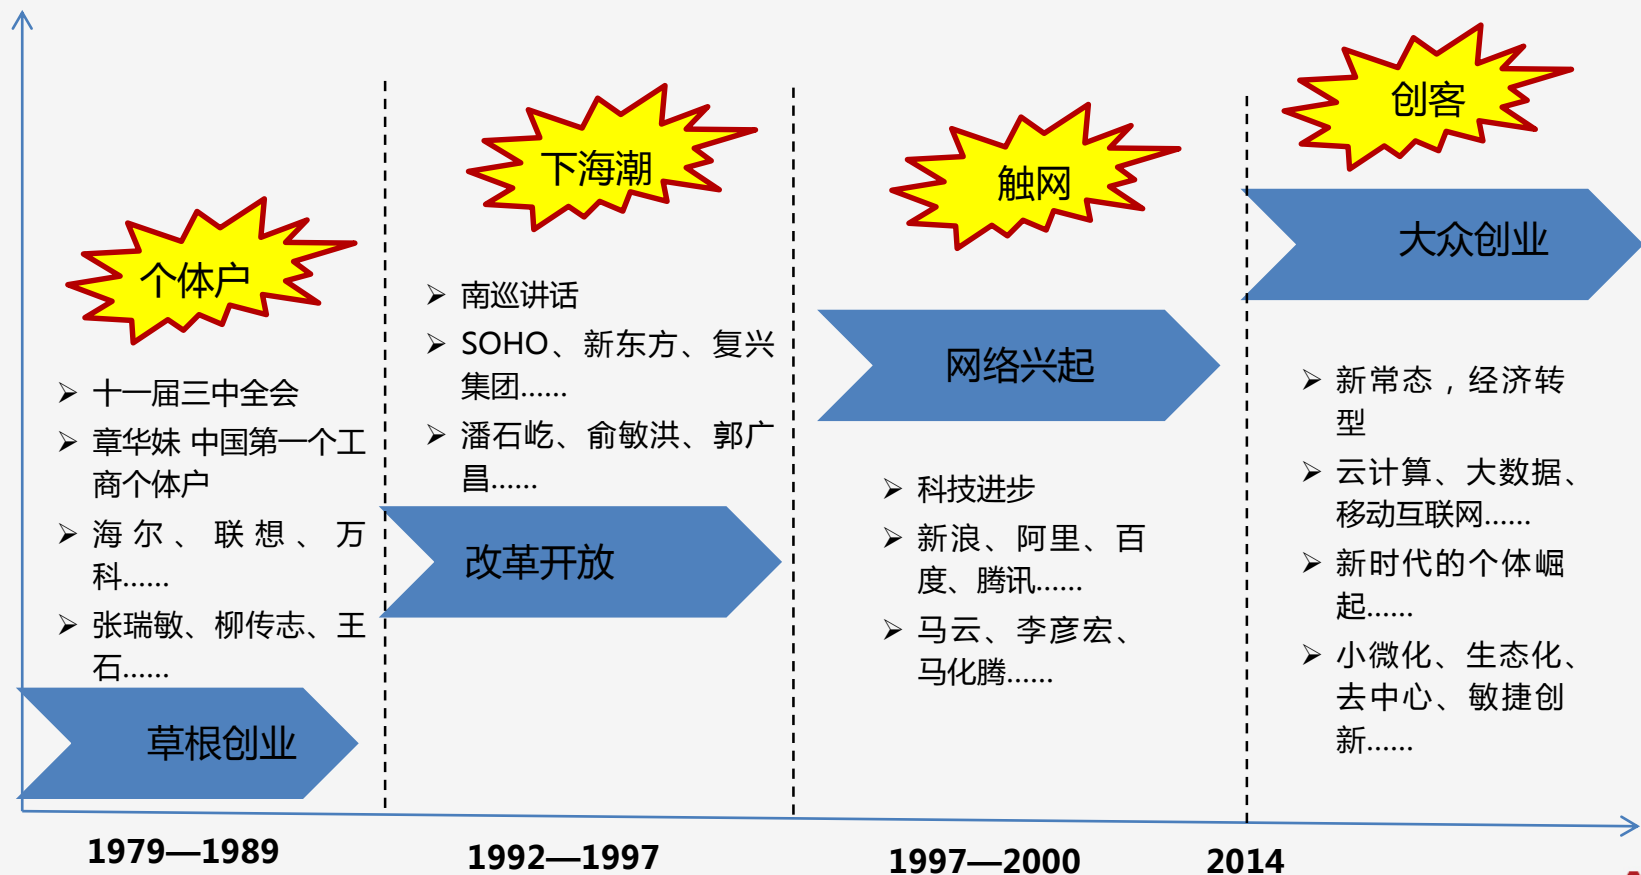 个体户
十一届三中全会
章华妹 中国第一个工
商个体户
海尔、联想、万
科......
张瑞敏、柳传志、王
石......
草根创业
1979—1989
下海潮
南巡讲话
SOHO、新东方、复兴
集团......
潘石屹、俞敏洪、郭广
昌......
改革开放
1992—1997
触网
网络兴起
科技进步
新浪、阿里、百
度、腾讯......
马云、李彦宏、
马化腾......
1997—2000
创客
大众创业
新常态，经济转
型
云计算、大数据、
移动互联网......
新时代的个体崛
起......
小微化、生态化、
去中心、敏捷创
新......
2014